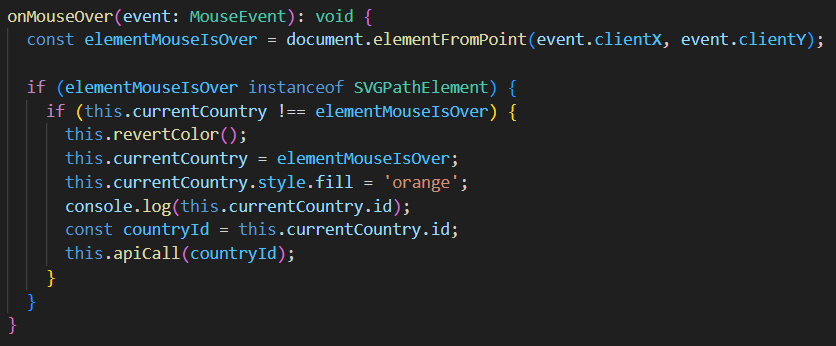 onMouseOver(event: MouseEvent): void {
const elementMouseIsOver = document.elementFromPoint(event.clientX, event.clientY);
if (elementMouseIsOver instanceof SVGPathElement) {
if (this.currentCountry !== elementMouseIsOver) {
this.revertColor();
this.currentCountry = elementMouseIsOver;
this.currentCountry.style.fill = 'orange';
console.log(this.currentCountry.id);
const countryId = this.currentCountry.id;
this.apiCall(countryId);
}
}
}